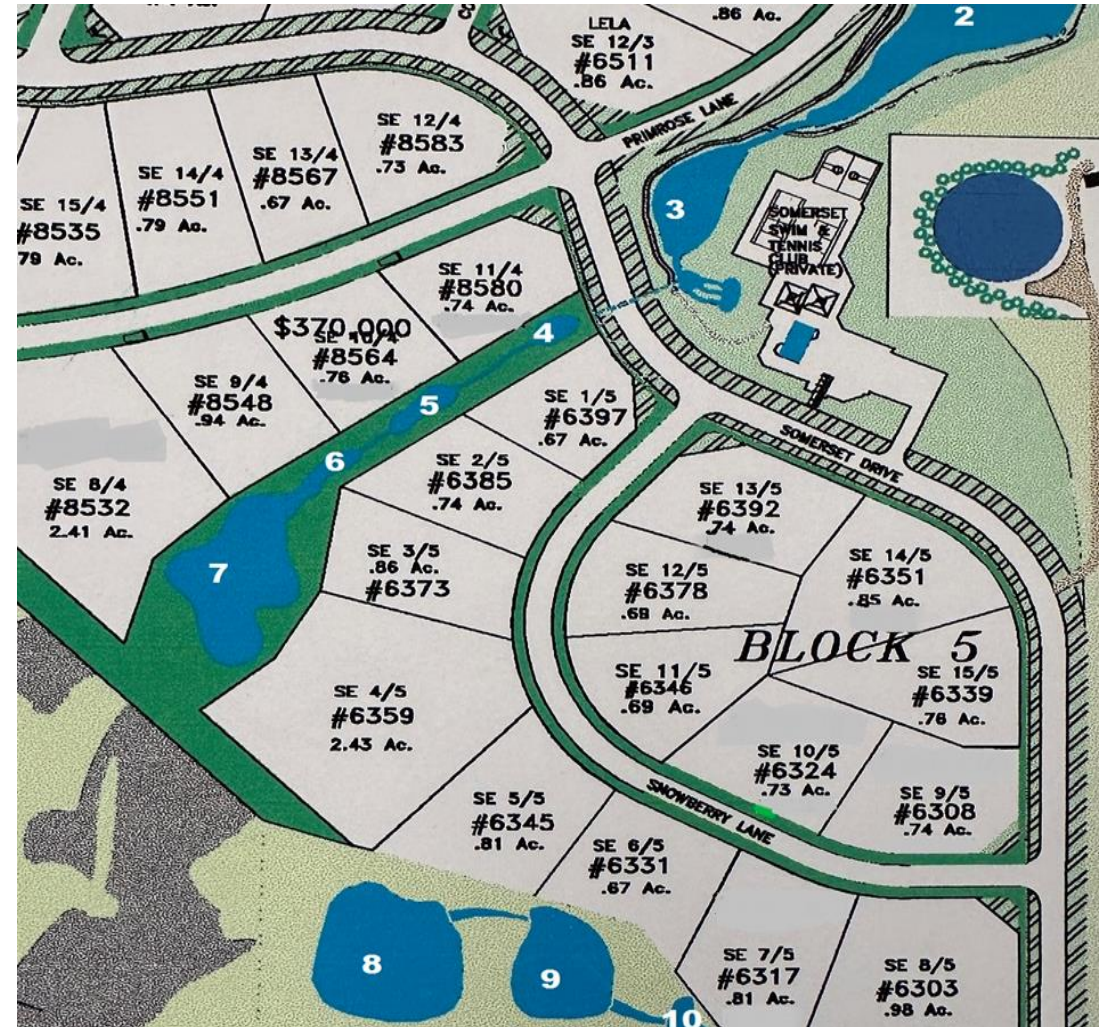 2
.86 Ac.
LELA
SE 12/3
#6511
.86 Ac.
PRIMROSE LANE
SE 12/4
#8583
.73 Ac.
SE 13/4
#8567
.67 Ac.
SE 14/4
#8551
.79 Ac.
SE 15/4
#8535
79 Ac.
3
SOMERSET
SWIM &
TENNIS
CLUB
(PRIVATE)
SE 11/4
#8580
.74 Ac.
$370,000
SE 10/4
#8564
.76 Ac.
4
SE 9/4
#8548
.94 Ac.
5
SE 1/5
#6397
.67 Ac.
SOMERSET DRIVE
6
SE 2/5
#6385
.74 Ac.
SE 8/4
#8532
2.41 Ac.
SE 13/5
#6392
.74 Ac.
7
SE 3/5
.86 Ac.
#6373
SE 12/5
#6378
.68 Ac.
SE 14/5
#6351
.85 Ac.
BLOCK 5
SE 11/5
#6346
.69 Ac.
SE 15/5
#6339
.76 Ac.
SE 4/5
#6359
2.43 Ac.
SE 10/5
#6324
.73 Ac.
SE 9/5
#6308
.74 Ac.
SNOWBERRY LANE
SE 5/5
#6345
.81 Ac.
SE 6/5
#6331
.67 Ac.
8
9
SE 7/5
#6317
.81 Ac.
SE 8/5
#6303
.98 Ac.
10